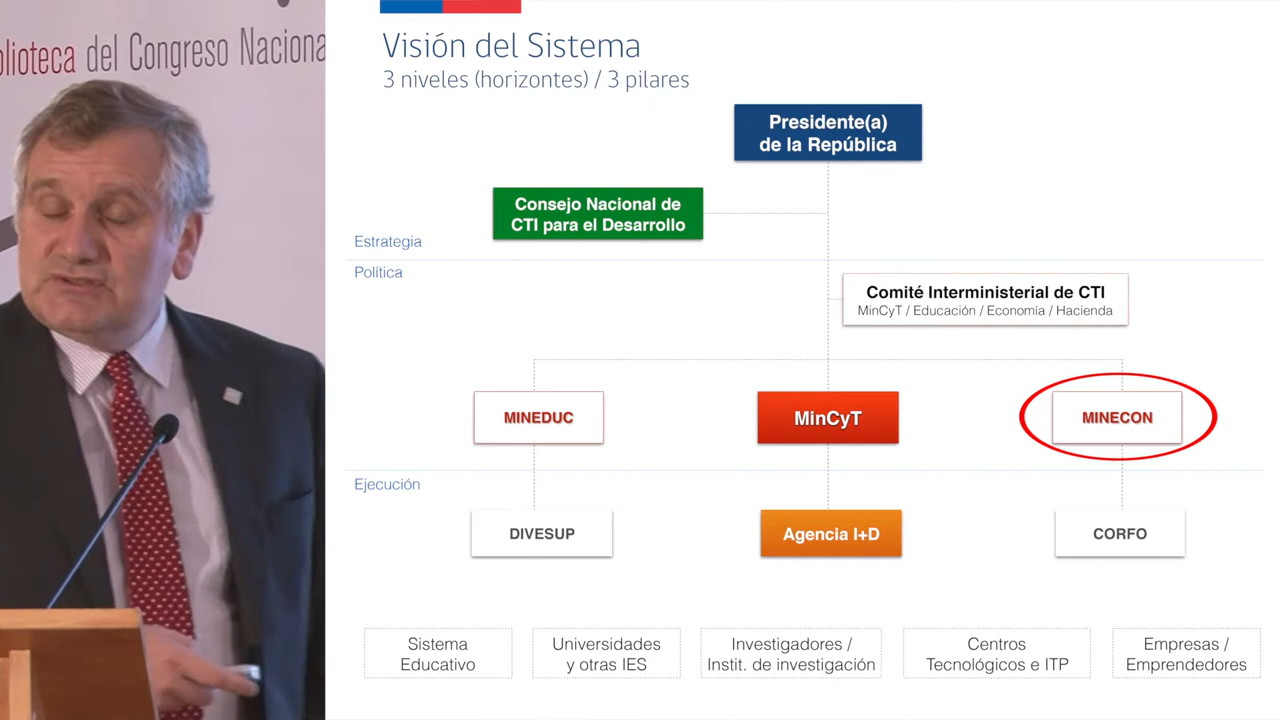 blioteca del Congreso Naciona
Visión del Sistema
3 niveles (horizontes) / 3 pilares
Presidente(a)
de la República
Consejo Nacional de
CTI para el Desarrollo
Estrategia
Política
Comité Interministerial de CTI
MinCyT / Educación / Economía / Hacienda
MINEDUC
MinCyT
MINECON
Ejecución
DIVESUP
Agencia I+D
CORFO
Sistema
Educativo
Universidades
y otras IES
Investigadores /
Instit. de investigación
Centros
Tecnológicos e ITP
Empresas /
Emprendedores